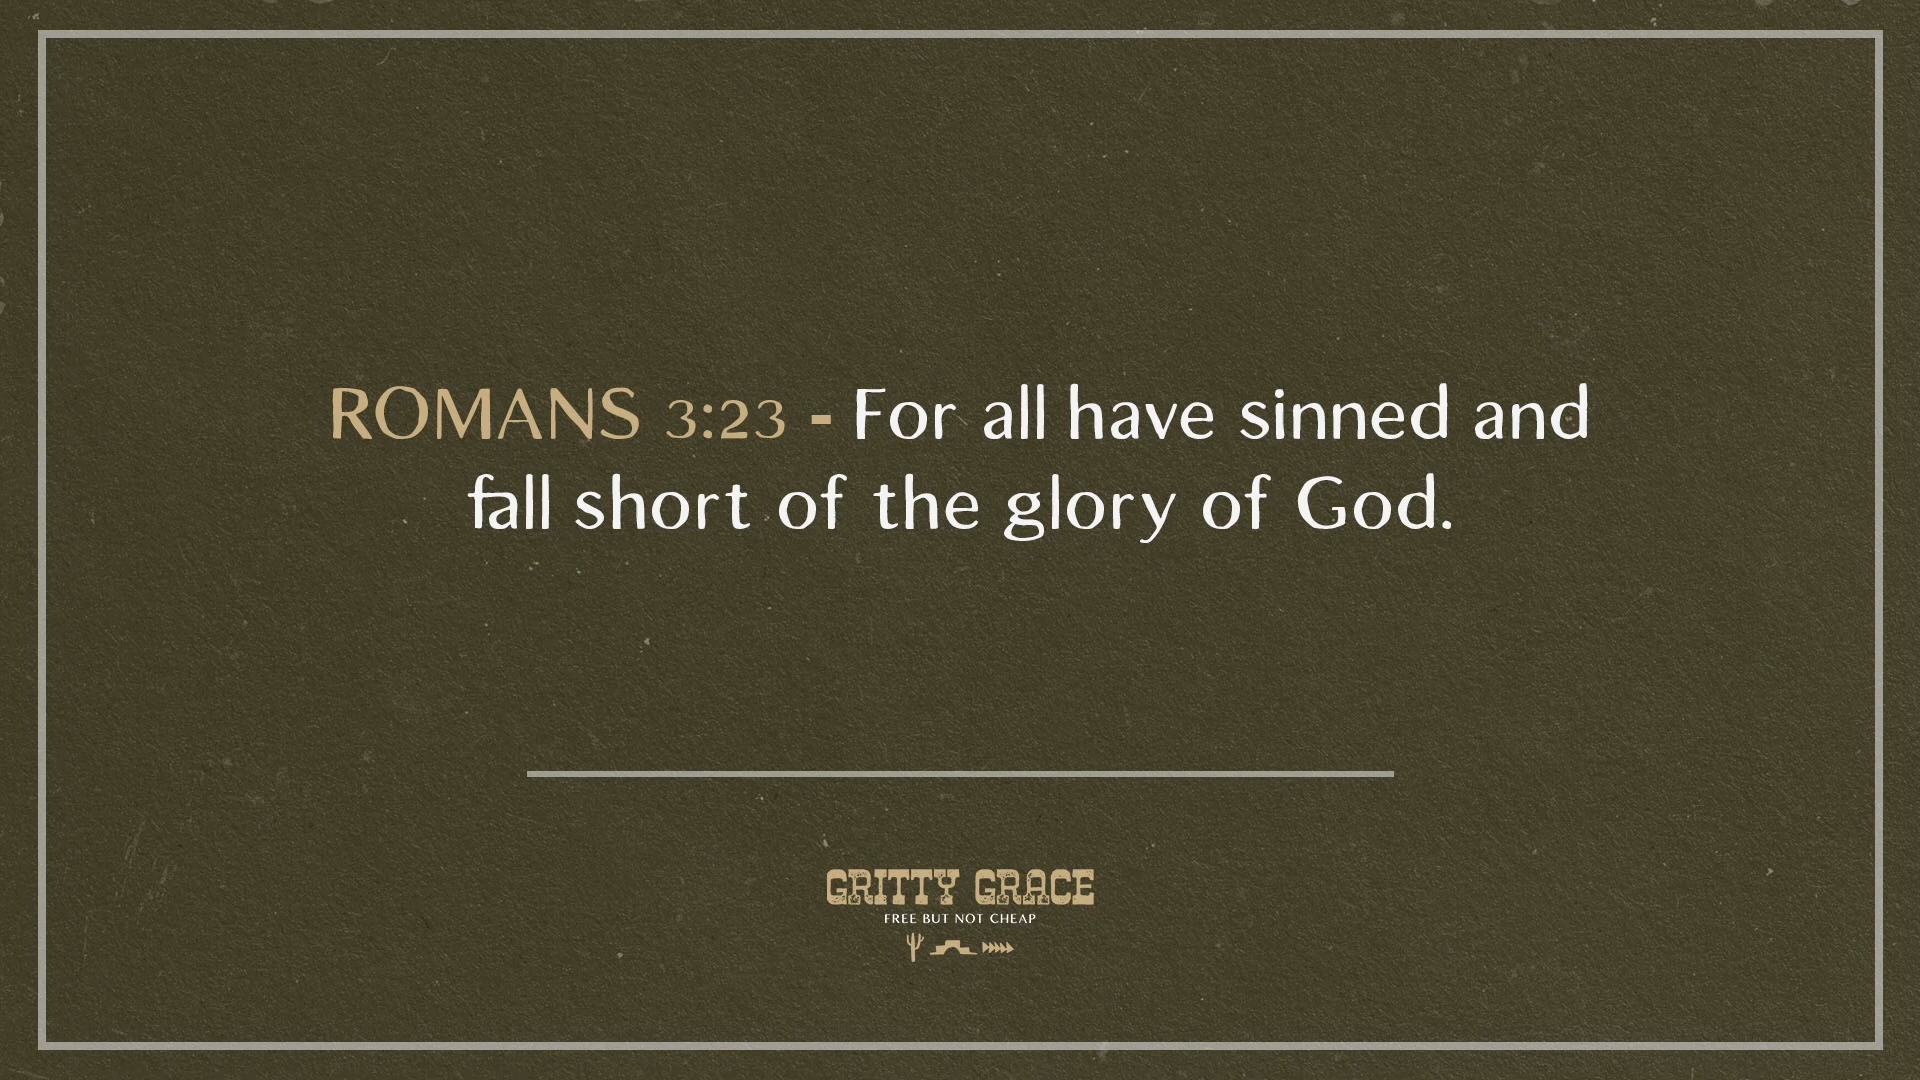 ROMANS 3:23 - For all have sinned and
fall short of the glory of God.
GRITTY GRACE
FREE BUT NOT CHEAP